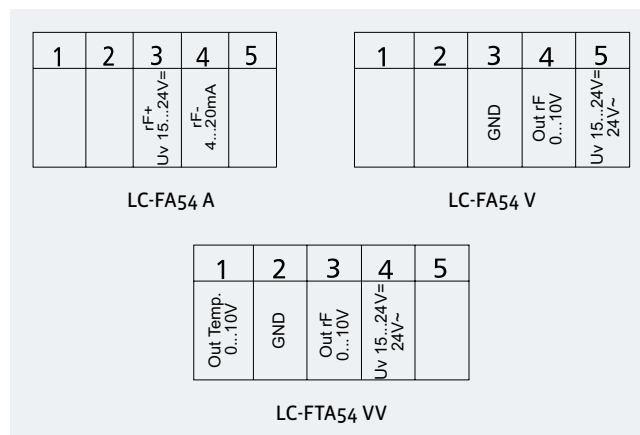 1 2 3 4 5
rF+
Uv 15...24V=
rF-
4...20mA
LC-FA54 A
1 2 3 4 5
GND
Out rF
0...10V
Uv 15...24V=
24V~
LC-FA54 V
1 2 3 4 5
Out Temp.
0...10V
GND
Out rF
0...10V
Uv 15...24V=
24V~
LC-FTA54 VV